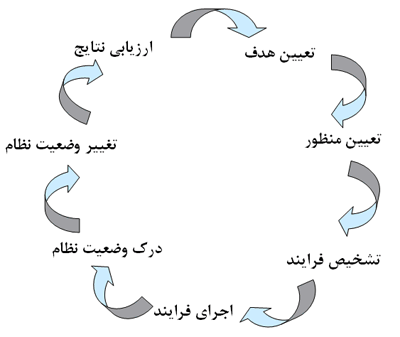 تعیین هدف
تعیین منظور
تشخیص فرایند
اجرای فرایند
درک وضعیت نظام
تغییر وضعیت نظام
ارزیابی نتایج